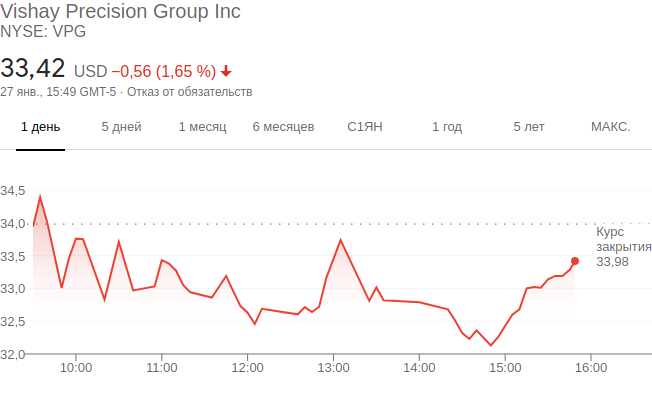 Vishay Precision Group Inc
NYSE: VPG
33,42 USD −0,56 (1,65 %)
27 янв., 15:49 GMT-5 · Отказ от обязательств
1 день 5 дней 1 месяц 6 месяцев С1ЯН 1 год 5 лет МАКС.
34,5
34,0
Курс
33,5 закрытия
33,98
33,0
32,5
32,0
10:00 11:00 12:00 13:00 14:00 15:00 16:00